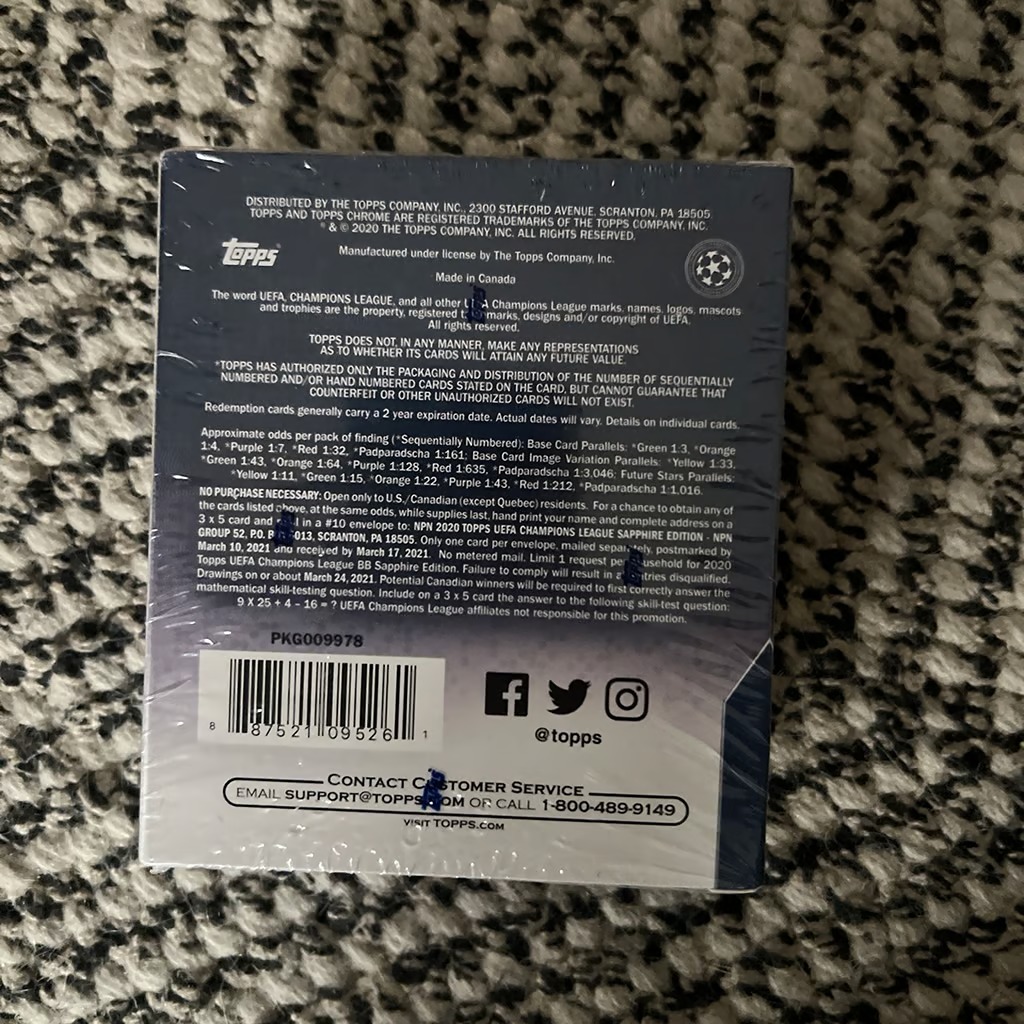 DISTRIBUTED BY THE TOPPS COMPANY, INC., 2300 STAFFORD AVENUE, SCRANTON, PA 18505
TOPPS AND TOPPS CHROME ARE REGISTERED TRADEMARKS OF THE TOPPS COMPANY, INC.
® & © 2020 THE TOPPS COMPANY, INC. ALL RIGHTS RESERVED.
Topps
Manufactured under license by The Topps Company, Inc.
Made in Canada
The word UEFA, CHAMPIONS LEAGUE, and all other Champions League marks, names, logos, mascots
and trophies are the property, registered designs and/or copyright of UEFA.
All rights reserved.
TOPPS DOES NOT, IN ANY MANNER, MAKE ANY REPRESENTATIONS
AS TO WHETHER ITS CARDS WILL ATTAIN ANY FUTURE VALUE.
*TOPPS HAS AUTHORIZED ONLY THE PACKAGING AND DISTRIBUTION OF THE NUMBER OF SEQUENTIALLY
NUMBERED AND/OR HAND NUMBERED CARDS STATED ON THE CARD, BUT CANNOT GUARANTEE THAT
COUNTERFEIT OR OTHER UNAUTHORIZED CARDS WILL NOT EXIST.
Redemption cards generally carry a 2 year expiration date. Actual dates will vary. Details on individual cards.
Approximate odds per pack of finding (*Sequentially Numbered): Base Card Parallels: *Green 1:3, *Orange
1:4, *Purple 1:7, *Red 1:32, *Padparadscha 1:161; Base Card Image Variation Parallels: *Yellow 1:33,
*Green 1:43, *Orange 1:64, *Purple 1:128, *Red 1:635, *Padparadscha 1:3,046; Future Stars Parallels:
*Yellow 1:11, *Green 1:15, *Orange 1:22, *Purple 1:43, *Red 1:212, *Padparadscha 1:1,016.
NO PURCHASE NECESSARY: Open only to U.S./Canadian (except Quebec) residents. For a chance to obtain any of
the cards listed above, at the same odds, while supplies last, hand print your name and complete address on a
3 x 5 card and in a #10 envelope to: NPN 2020 TOPPS UEFA CHAMPIONS LEAGUE SAPPHIRE EDITION - NPN
GROUP 52, P.O. SCRANTON, PA 18505. Only one card per envelope, mailed separately, postmarked by
March 10, 2021 and received by March 17, 2021. No metered mail. Limit 1 request per household for 2020
Topps UEFA Champions League BB Sapphire Edition. Failure to comply will result in entries disqualified.
Drawings on or about March 24, 2021. Potential Canadian winners will be required to first correctly answer the
mathematical skill-testing question. Include on a 3 x 5 card the answer to the following skill-test question:
9 X 25 + 4 - 16 = ? UEFA Champions League affiliates not responsible for this promotion.
PKG009978
8 87521 09526 1
@topps
CONTACT CUSTOMER SERVICE
EMAIL SUPPORT@TOPPS.COM OR CALL 1-800-489-9149
VISIT TOPPS.COM